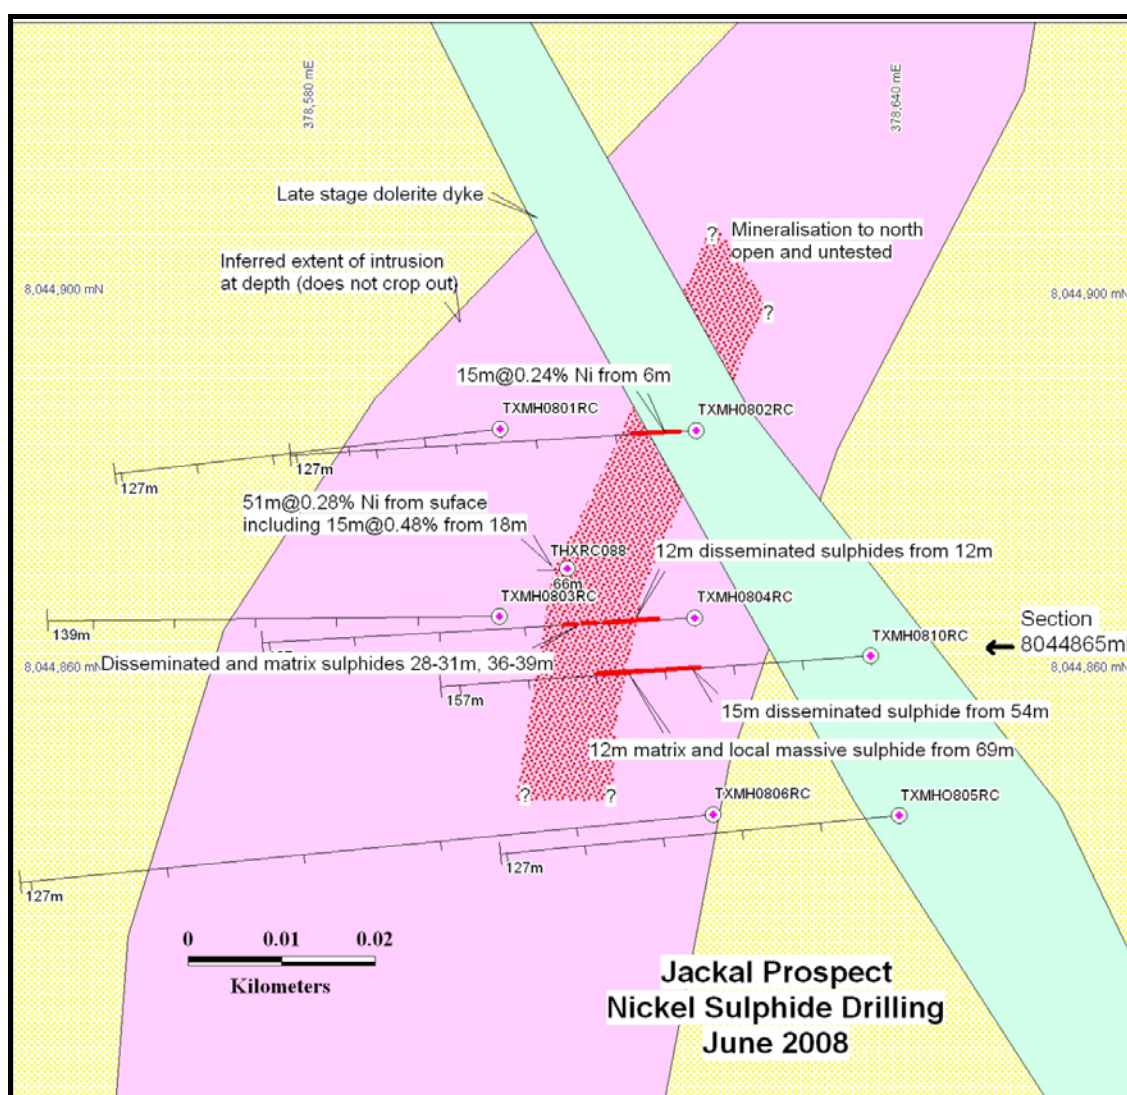 378,580 mE
378,640 mE
Late stage dolerite dyke
?
Mineralisation to north
open and untested
Inferred extent of intrusion
at depth (does not crop out)
8,044,900 mN
8,044,900 mN
?
15m@0.24% Ni from 6m
TXMH0801RC
TXMH0802RC
127m
127m
51m@0.28% Ni from suface
including 15m@0.48% from 18m
THXRC088
66m
12m disseminated sulphides from 12m
TXMH0803RC
TXMH0804RC
139m
TXMH0810RC
Section
8044865m
8,044,860 mN
Disseminated and matrix sulphides 28-31m, 36-39m
8,044,860 mN
157m
15m disseminated sulphide from 54m
12m matrix and local massive sulphide from 69m
?
?
TXMH0806RC
TXMHO805RC
127m
127m
0 0.01 0.02
Kilometers
Jackal Prospect
Nickel Sulphide Drilling
June 2008